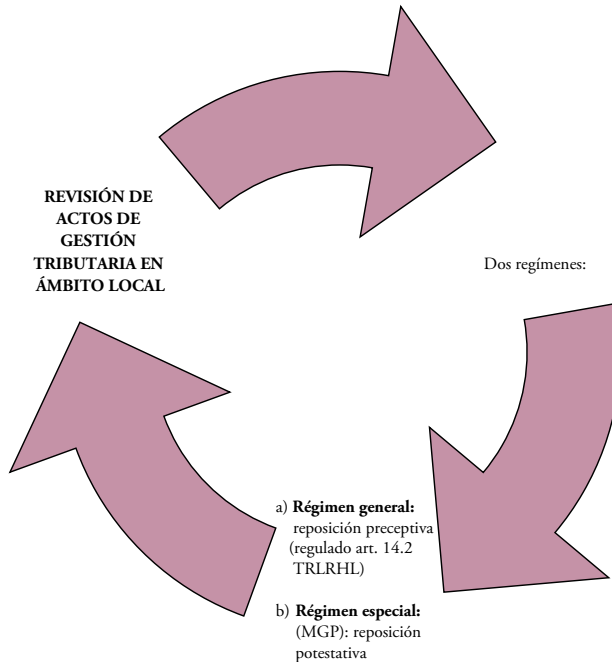 REVISIÓN DE
ACTOS DE
GESTIÓN
TRIBUTARIA EN
ÁMBITO LOCAL
Dos regímenes:
a) Régimen general:
reposición preceptiva
(regulado art. 14.2
TRLRHL)
b) Régimen especial:
(MGP): reposición
potestativa